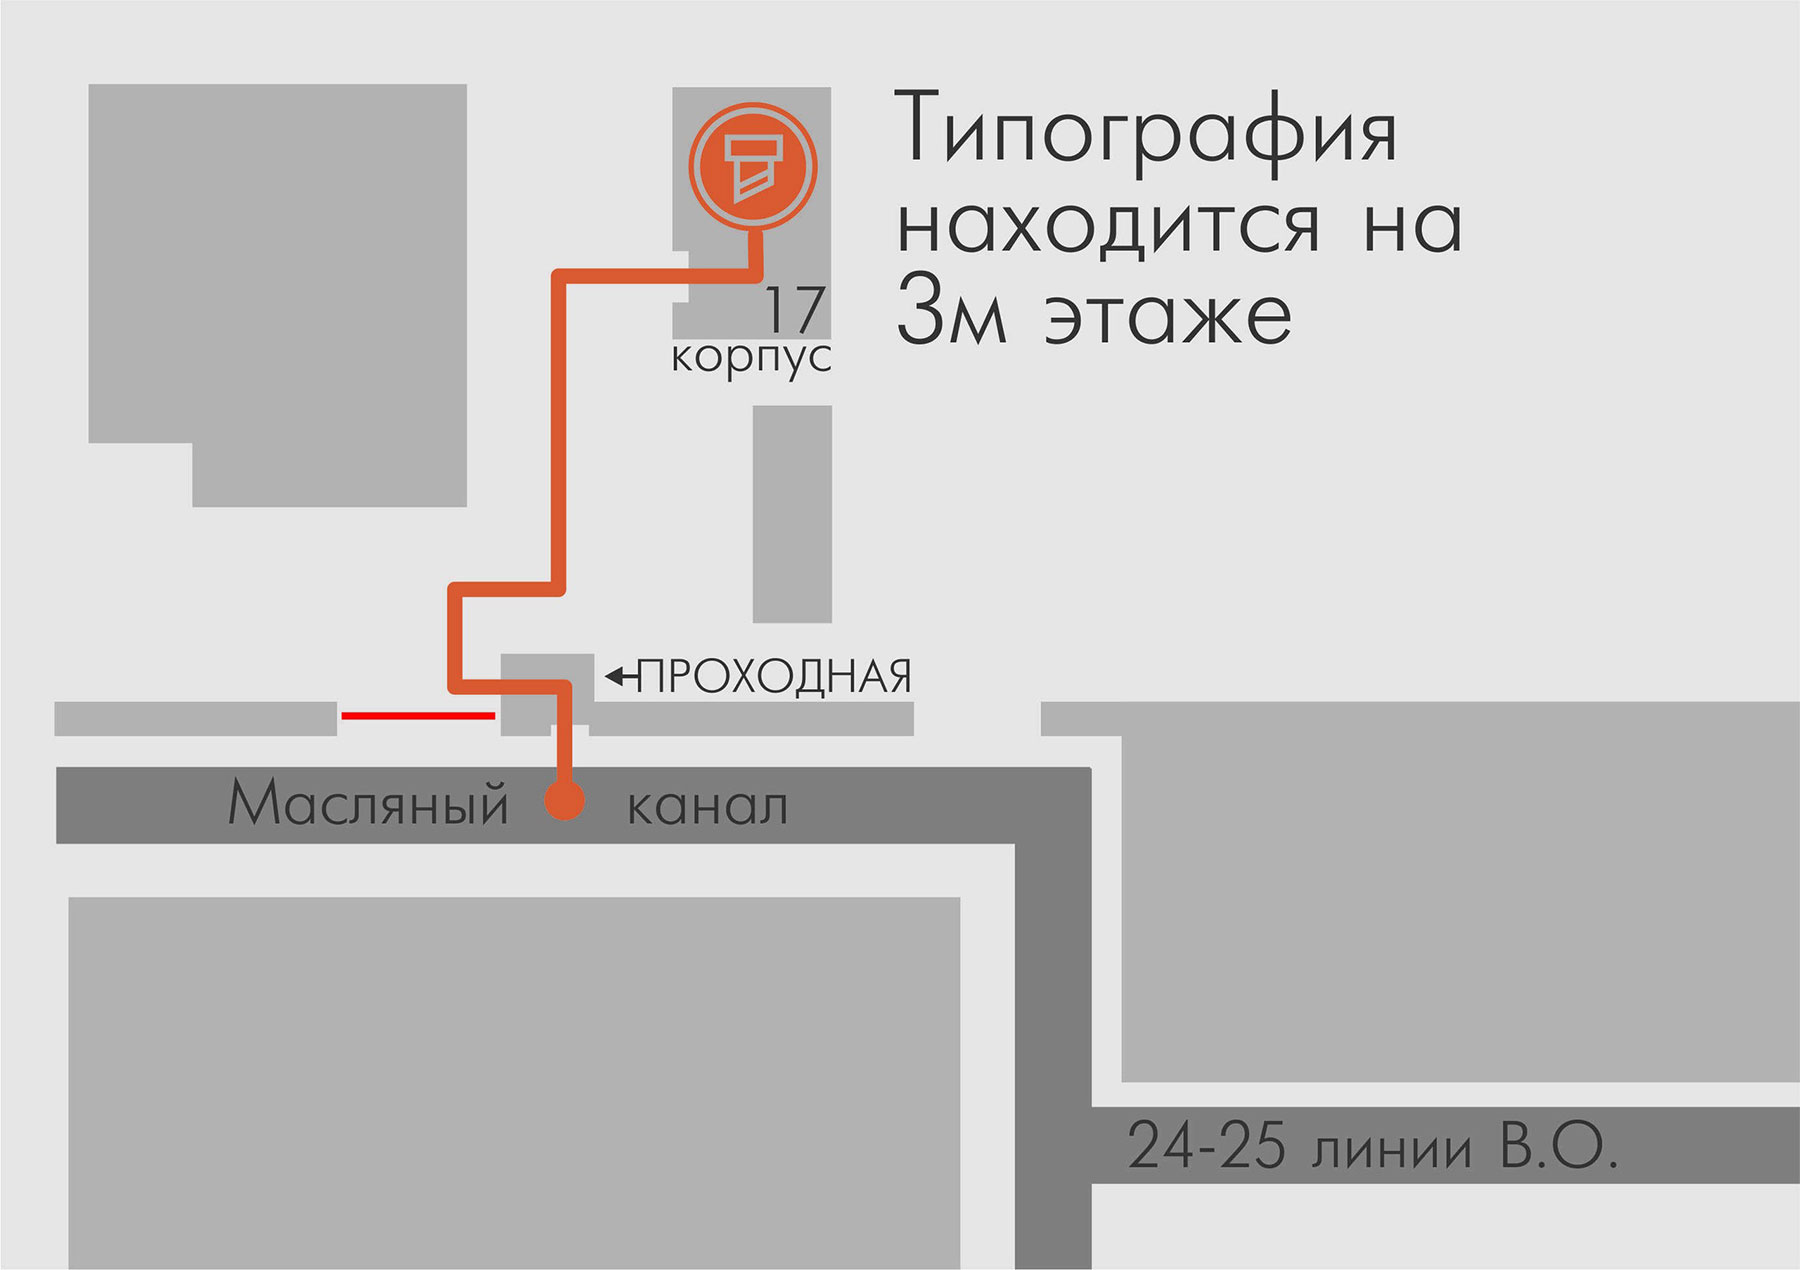 Типография
находится на
3м этаже
17
корпус
ПРОХОДНАЯ
Масляный канал
24-25 линии В.О.